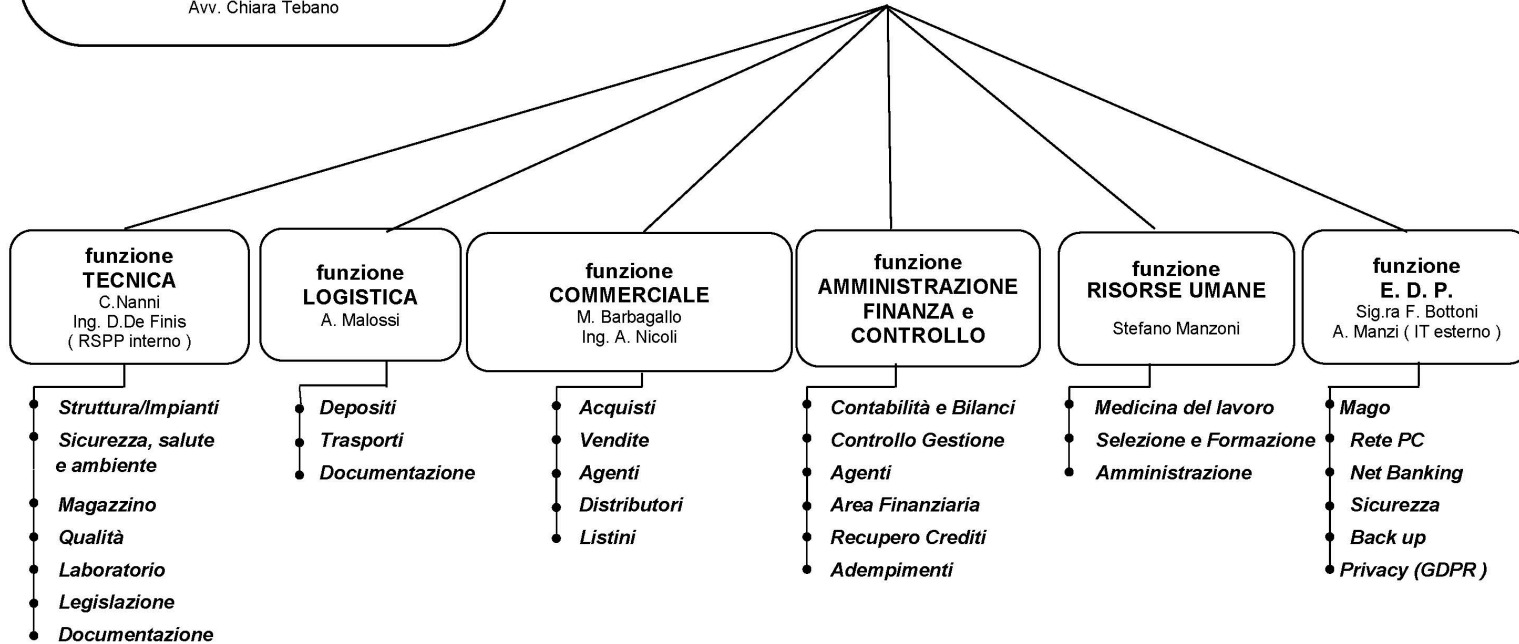 Avv. Chiara Tebano
funzione
TECNICA
C.Nanni
Ing. D.De Finis
( RSPP interno )
Struttura/Impianti
Sicurezza, salute
e ambiente
Magazzino
Qualità
Laboratorio
Legislazione
Documentazione
funzione
LOGISTICA
A. Malossi
Depositi
Trasporti
Documentazione
funzione
COMMERCIALE
M. Barbagallo
Ing. A. Nicoli
Acquisti
Vendite
Agenti
Distributori
Listini
funzione
AMMINISTRAZIONE
FINANZA e
CONTROLLO
Contabilità e Bilanci
Controllo Gestione
Agenti
Area Finanziaria
Recupero Crediti
Adempimenti
funzione
RISORSE UMANE
Stefano Manzoni
Medicina del lavoro
Selezione e Formazione
Amministrazione
funzione
E. D. P.
Sig.ra F. Bottoni
A. Manzi ( IT esterno )
Mago
Rete PC
Net Banking
Sicurezza
Back up
Privacy (GDPR )